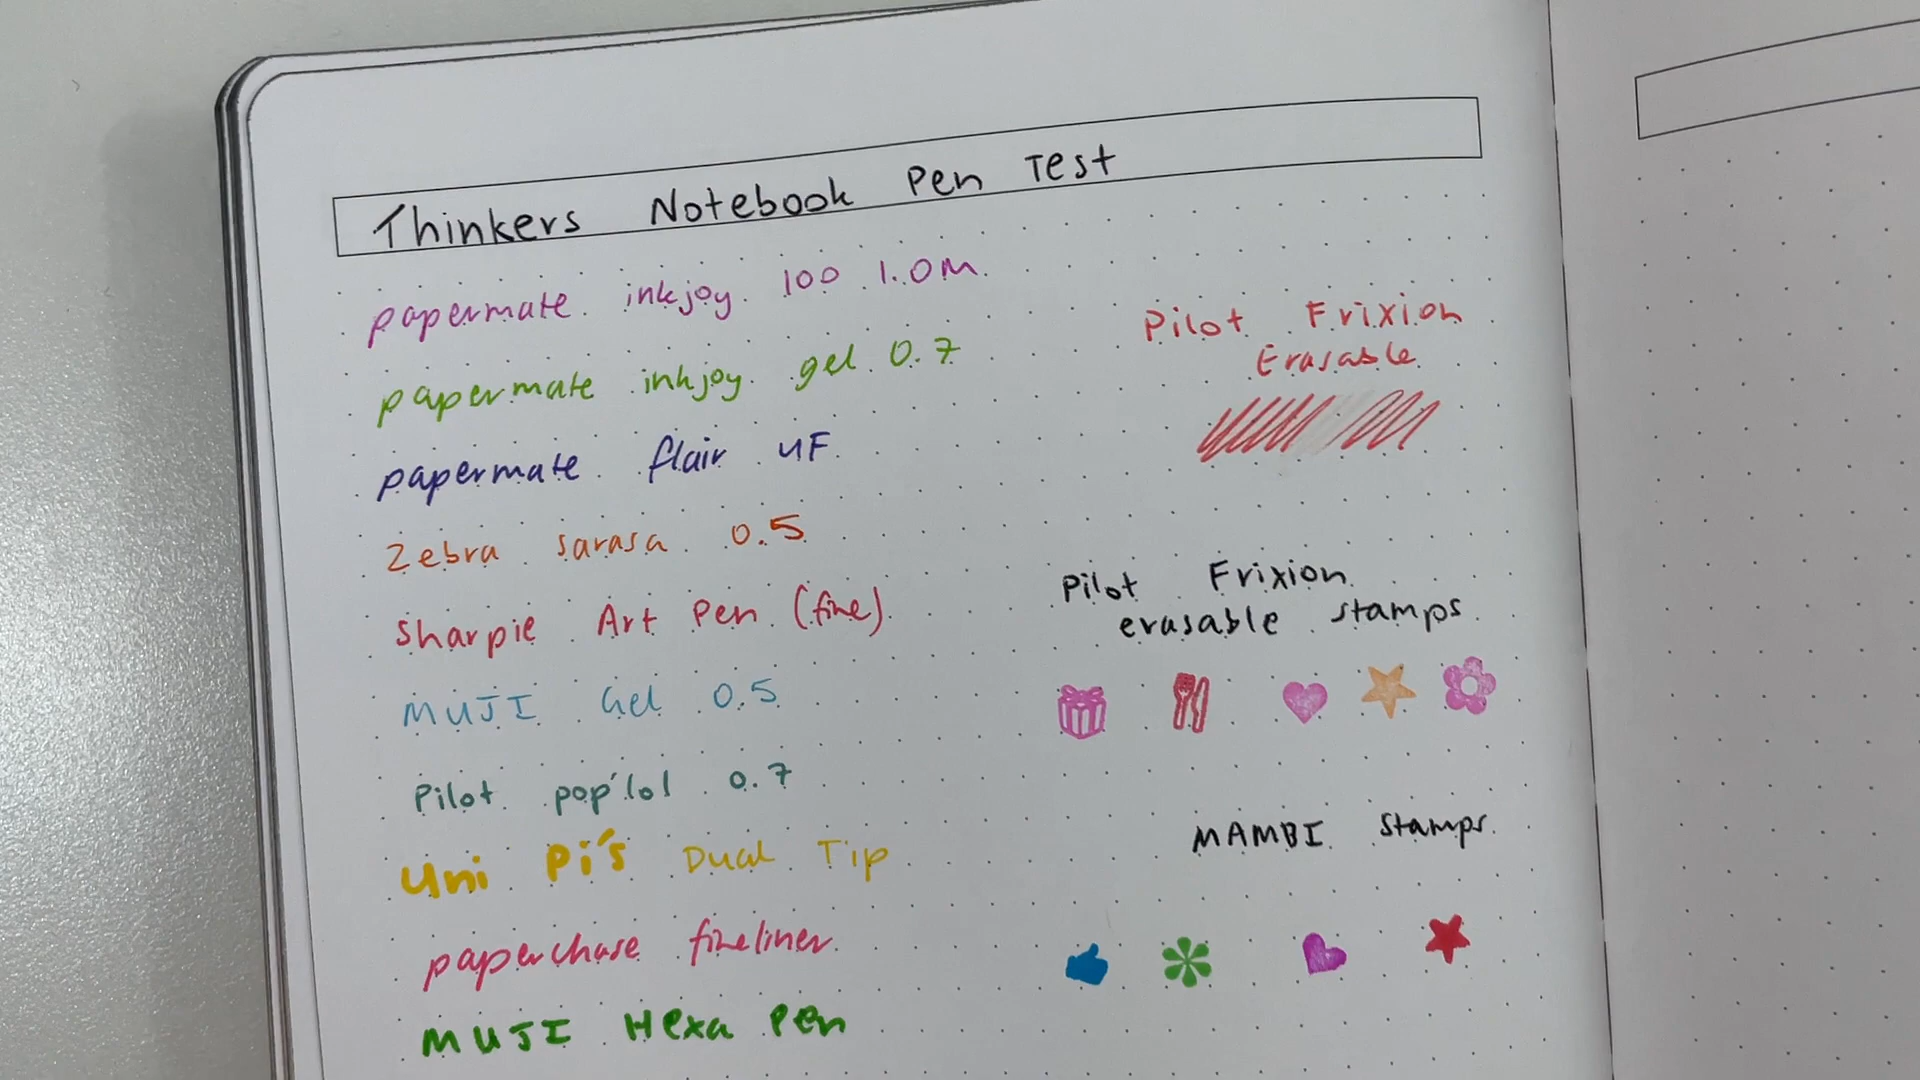 Thinkers Notebook Pen Test
papermate inkjoy 100 1.0M
papermate inkjoy gel 0.7
papermate flair UF
Zebra sarasa 0.5
Sharpie Art Pen (fine)
MUJI Gel 0.5
Pilot pop'lol 0.7
Uni Pi's Dual Tip
paperchase fineliner
MUJI Hexa Pen
Pilot Frixion
Erasable
Pilot Frixion
erasable stamps
MAMBI Stamps